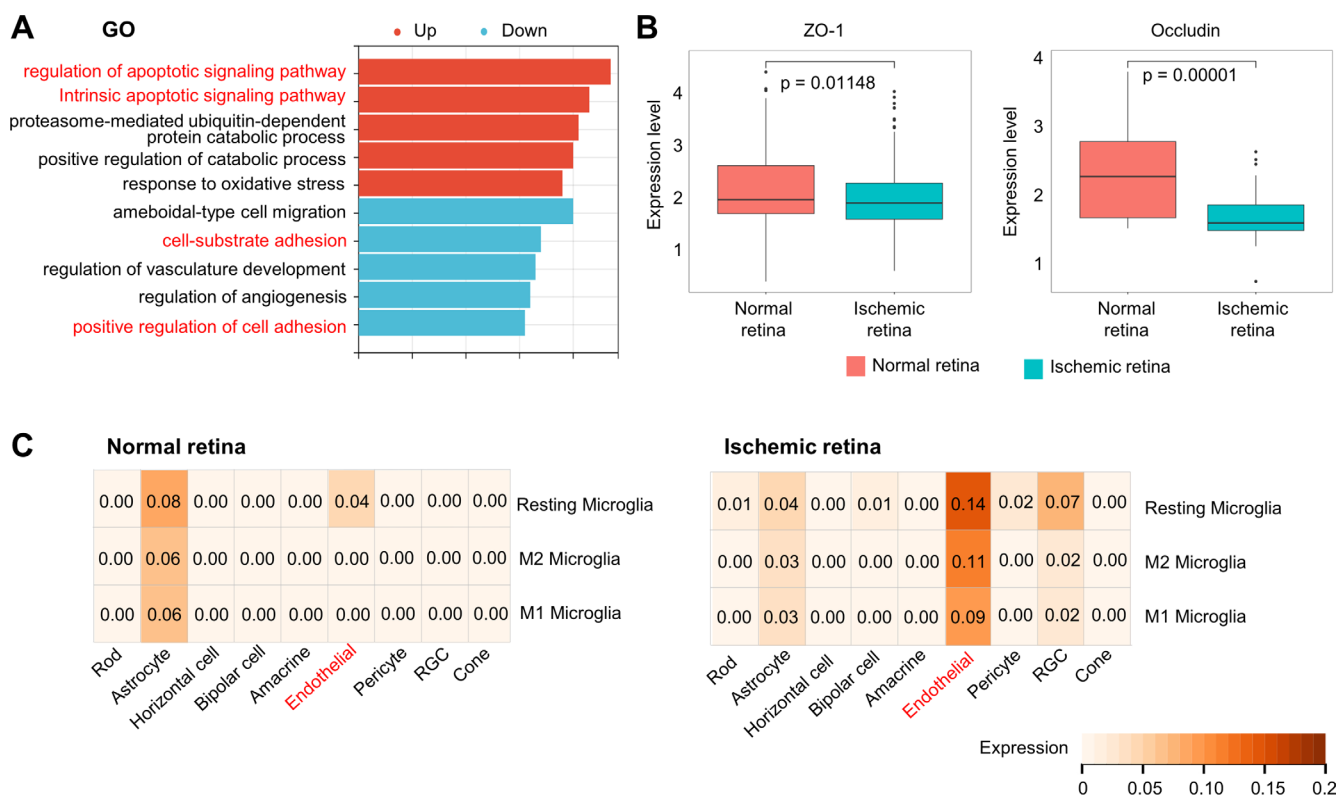 A
GO
Up
Down
regulation of apoptotic signaling pathway
Intrinsic apoptotic signaling pathway
proteasome-mediated ubiquitin-dependent
protein catabolic process
positive regulation of catabolic process
response to oxidative stress
ameboidal-type cell migration
cell-substrate adhesion
regulation of vasculature development
regulation of angiogenesis
positive regulation of cell adhesion
B
ZO-1
Expression level
4
3
2
1
p = 0.01148
Normal
retina
Ischemic
retina
Occludin
Expression level
4
3
2
1
p = 0.00001
Normal
retina
Ischemic
retina
Normal retina
Ischemic retina
C
Normal retina
0.00 0.08 0.00 0.00 0.00 0.04 0.00 0.00 0.00 Resting Microglia
0.00 0.06 0.00 0.00 0.00 0.00 0.00 0.00 0.00 M2 Microglia
0.00 0.06 0.00 0.00 0.00 0.00 0.00 0.00 0.00 M1 Microglia
Rod
Astrocyte
Horizontal cell
Bipolar cell
Amacrine
Endothelial
Pericyte
RGC
Cone
Ischemic retina
0.01 0.04 0.00 0.01 0.00 0.14 0.02 0.07 0.00 Resting Microglia
0.00 0.03 0.00 0.00 0.00 0.11 0.00 0.02 0.00 M2 Microglia
0.00 0.03 0.00 0.00 0.00 0.09 0.00 0.02 0.00 M1 Microglia
Rod
Astrocyte
Horizontal cell
Bipolar cell
Amacrine
Endothelial
Pericyte
RGC
Cone
Expression
0 0.05 0.10 0.15 0.2